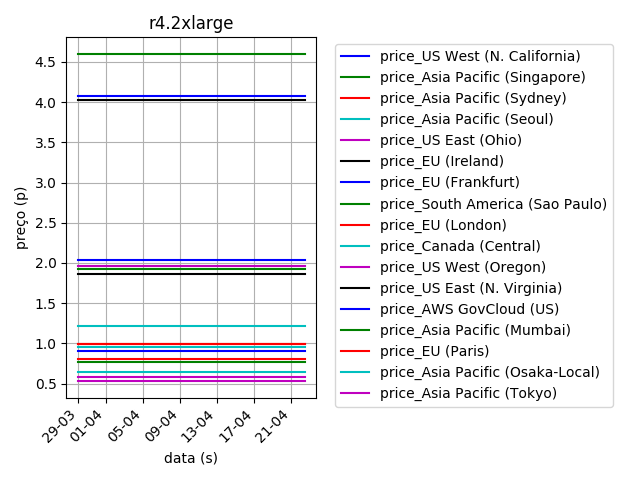 r4.2xlarge
4.5
4.0
3.5
3.0
2.5
2.0
1.5
1.0
0.5
preço (p)
29-03
01-04
05-04
09-04
13-04
17-04
21-04
data (s)
price_US West (N. California)
price_Asia Pacific (Singapore)
price_Asia Pacific (Sydney)
price_Asia Pacific (Seoul)
price_US East (Ohio)
price_EU (Ireland)
price_EU (Frankfurt)
price_South America (Sao Paulo)
price_EU (London)
price_Canada (Central)
price_US West (Oregon)
price_US East (N. Virginia)
price_AWS GovCloud (US)
price_Asia Pacific (Mumbai)
price_EU (Paris)
price_Asia Pacific (Osaka-Local)
price_Asia Pacific (Tokyo)